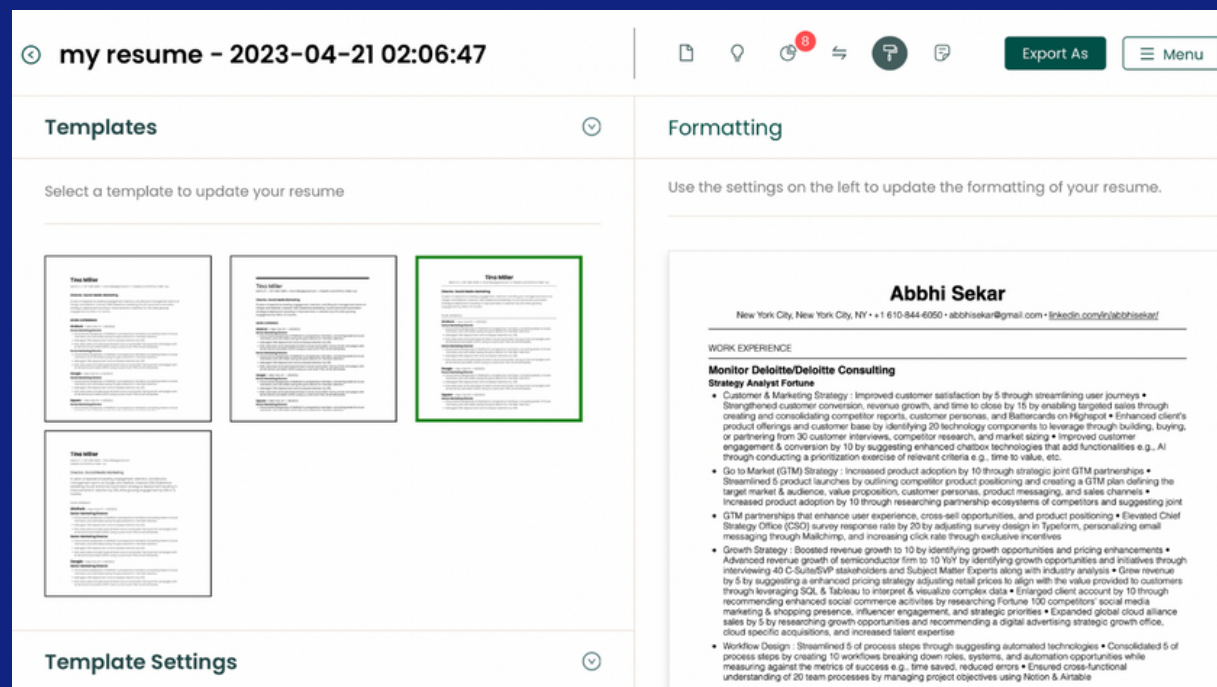 my resume - 2023-04-21 02:06:47
8
Export As
Menu
Templates
Select a template to update your resume
Tina Miller
Tina Miller
Tina Miller
Tina Miller
Template Settings
Formatting
Use the settings on the left to update the formatting of your resume.
Abbhi Sekar
New York City, New York City, NY • +1 610-844-6050 • abbhisekar@gmail.com • linkedin.com/in/abbhisekar/
WORK EXPERIENCE
Monitor Deloitte/Deloitte Consulting
Strategy Analyst Fortune
• Customer & Marketing Strategy : Improved customer satisfaction by 5 through streamlining user journeys •
Strengthened customer conversion, revenue growth, and time to close by 15 by enabling targeted sales through
creating and consolidating competitor reports, customer personas, and Battercards on Highspot • Enhanced client's
product offerings and customer base by identifying 20 technology components to leverage through building, buying,
or partnering from 30 customer interviews, competitor research, and market sizing • Improved customer
engagement & conversion by 10 by suggesting enhanced chatbox technologies that add functionalities e.g., AI
through conducting a prioritization exercise of relevant criteria e.g., time to value, etc.
• Go to Market (GTM) Strategy : Increased product adoption by 10 through strategic joint GTM partnerships •
Streamlined 5 product launches by outlining competitor product positioning and creating a GTM plan defining the
target market & audience, value proposition, customer personas, product messaging, and sales channels •
Increased product adoption by 10 through researching partnership ecosystems of competitors and suggesting joint
• GTM partnerships that enhance user experience, cross-sell opportunities, and product positioning • Elevated Chief
Strategy Office (CSO) survey response rate by 20 by adjusting survey design in Typeform, personalizing email
messaging through Mailchimp, and increasing click rate through exclusive incentives
• Growth Strategy : Boosted revenue growth to 10 by identifying growth opportunities and pricing enhancements •
Advanced revenue growth of semiconductor firm to 10 YoY by identifying growth opportunities and initiatives through
interviewing 40 C-Suite/SVP stakeholders and Subject Matter Experts along with industry analysis • Grew revenue
by 5 by suggesting a enhanced pricing strategy adjusting retail prices to align with the value provided to customers
through leveraging SQL & Tableau to interpret & visualize complex data • Enlarged client account by 10 through
recommending enhanced social commerce acitivites by researching Fortune 100 competitors' social media
marketing & shopping presence, influencer engagement, and strategic priorities • Expanded global cloud alliance
sales by 5 by researching growth opportunities and recommending a digital advertising strategic growth office,
cloud specific acquisitions, and increased talent expertise
• Workflow Design : Streamlined 5 of process steps through suggesting automated technologies • Consolidated 5 of
process steps by creating 10 workflows breaking down roles, systems, and automation opportunities while
measuring against the metrics of success e.g., time saved, reduced errors • Ensured cross-functional
understanding of 20 team processes by managing project objectives using Notion & Airtable